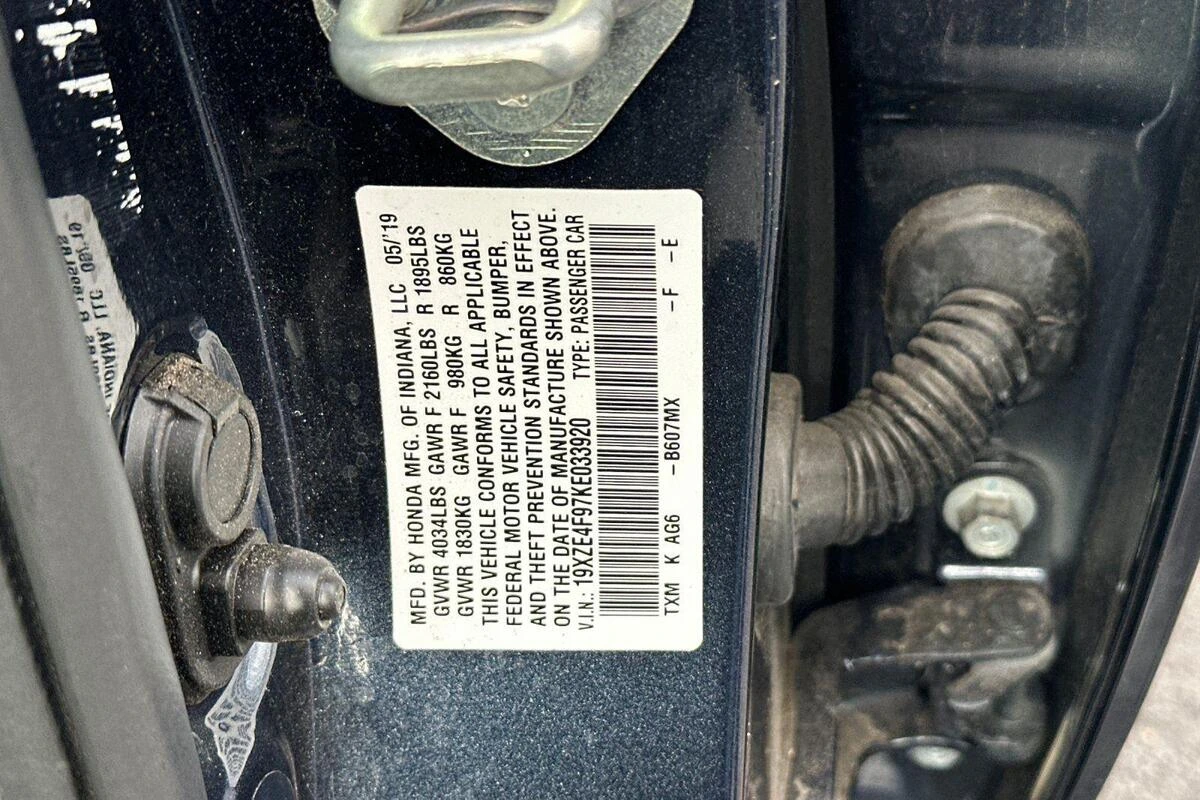 MFD. BY HONDA MFG. OF INDIANA, LLC 05/'19
GVWR 4034LBS GAWR F 2160LBS R 1895LBS
GVWR 1830KG GAWR F 980KG R 860KG
THIS VEHICLE CONFORMS TO ALL APPLICABLE
FEDERAL MOTOR VEHICLE SAFETY, BUMPER,
AND THEFT PREVENTION STANDARDS IN EFFECT
ON THE DATE OF MANUFACTURE SHOWN ABOVE.
V.I.N.: 19XZE4F97KE033920 TYPE: PASSENGER CAR
TXM K AG6 – B607MX – F – E